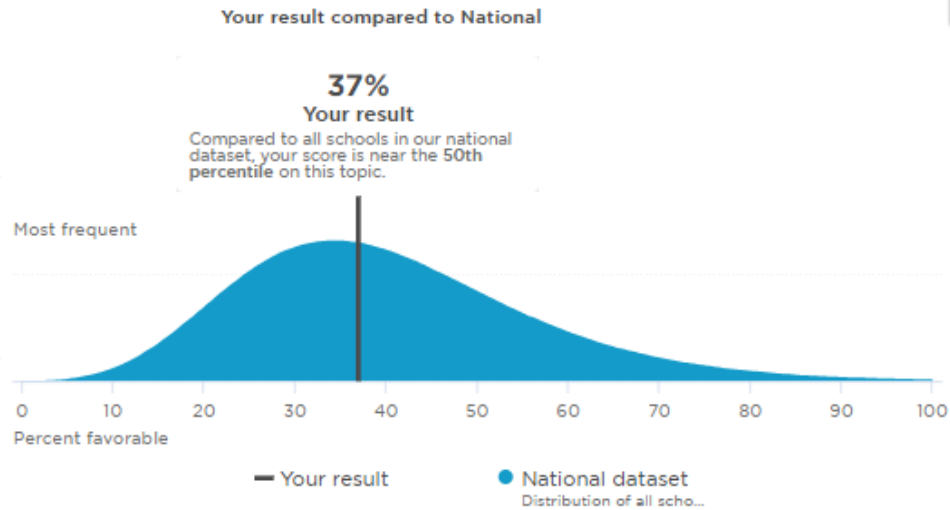 Your result compared to National
37%
Your result
Compared to all schools in our national
dataset, your score is near the 50th
percentile on this topic.
Most frequent
0 10 20 30 40 50 60 70 80 90 100
Percent favorable
Your result
National dataset
Distribution of all scho...